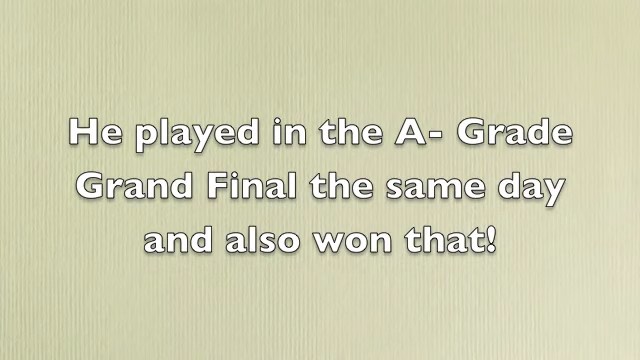 He played in the A- Grade
Grand Final the same day
and also won that!